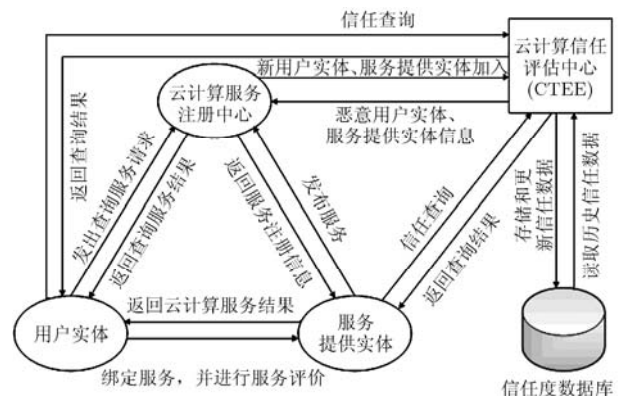 信任查询
云计算信任
评估中心
(CTEE)
新用户实体、服务提供实体加入
云计算服务
注册中心
恶意用户实体、
服务提供实体信息
返回查询结果
发出查询服务请求
返回查询服务结果
返回服务注册信息
发布服务
信任查询
返回查询结果
存储和更
新信任数据
读取历史信任数据
用户实体
返回云计算服务结果
服务
提供实体
绑定服务，并进行服务评价
信任度数据库